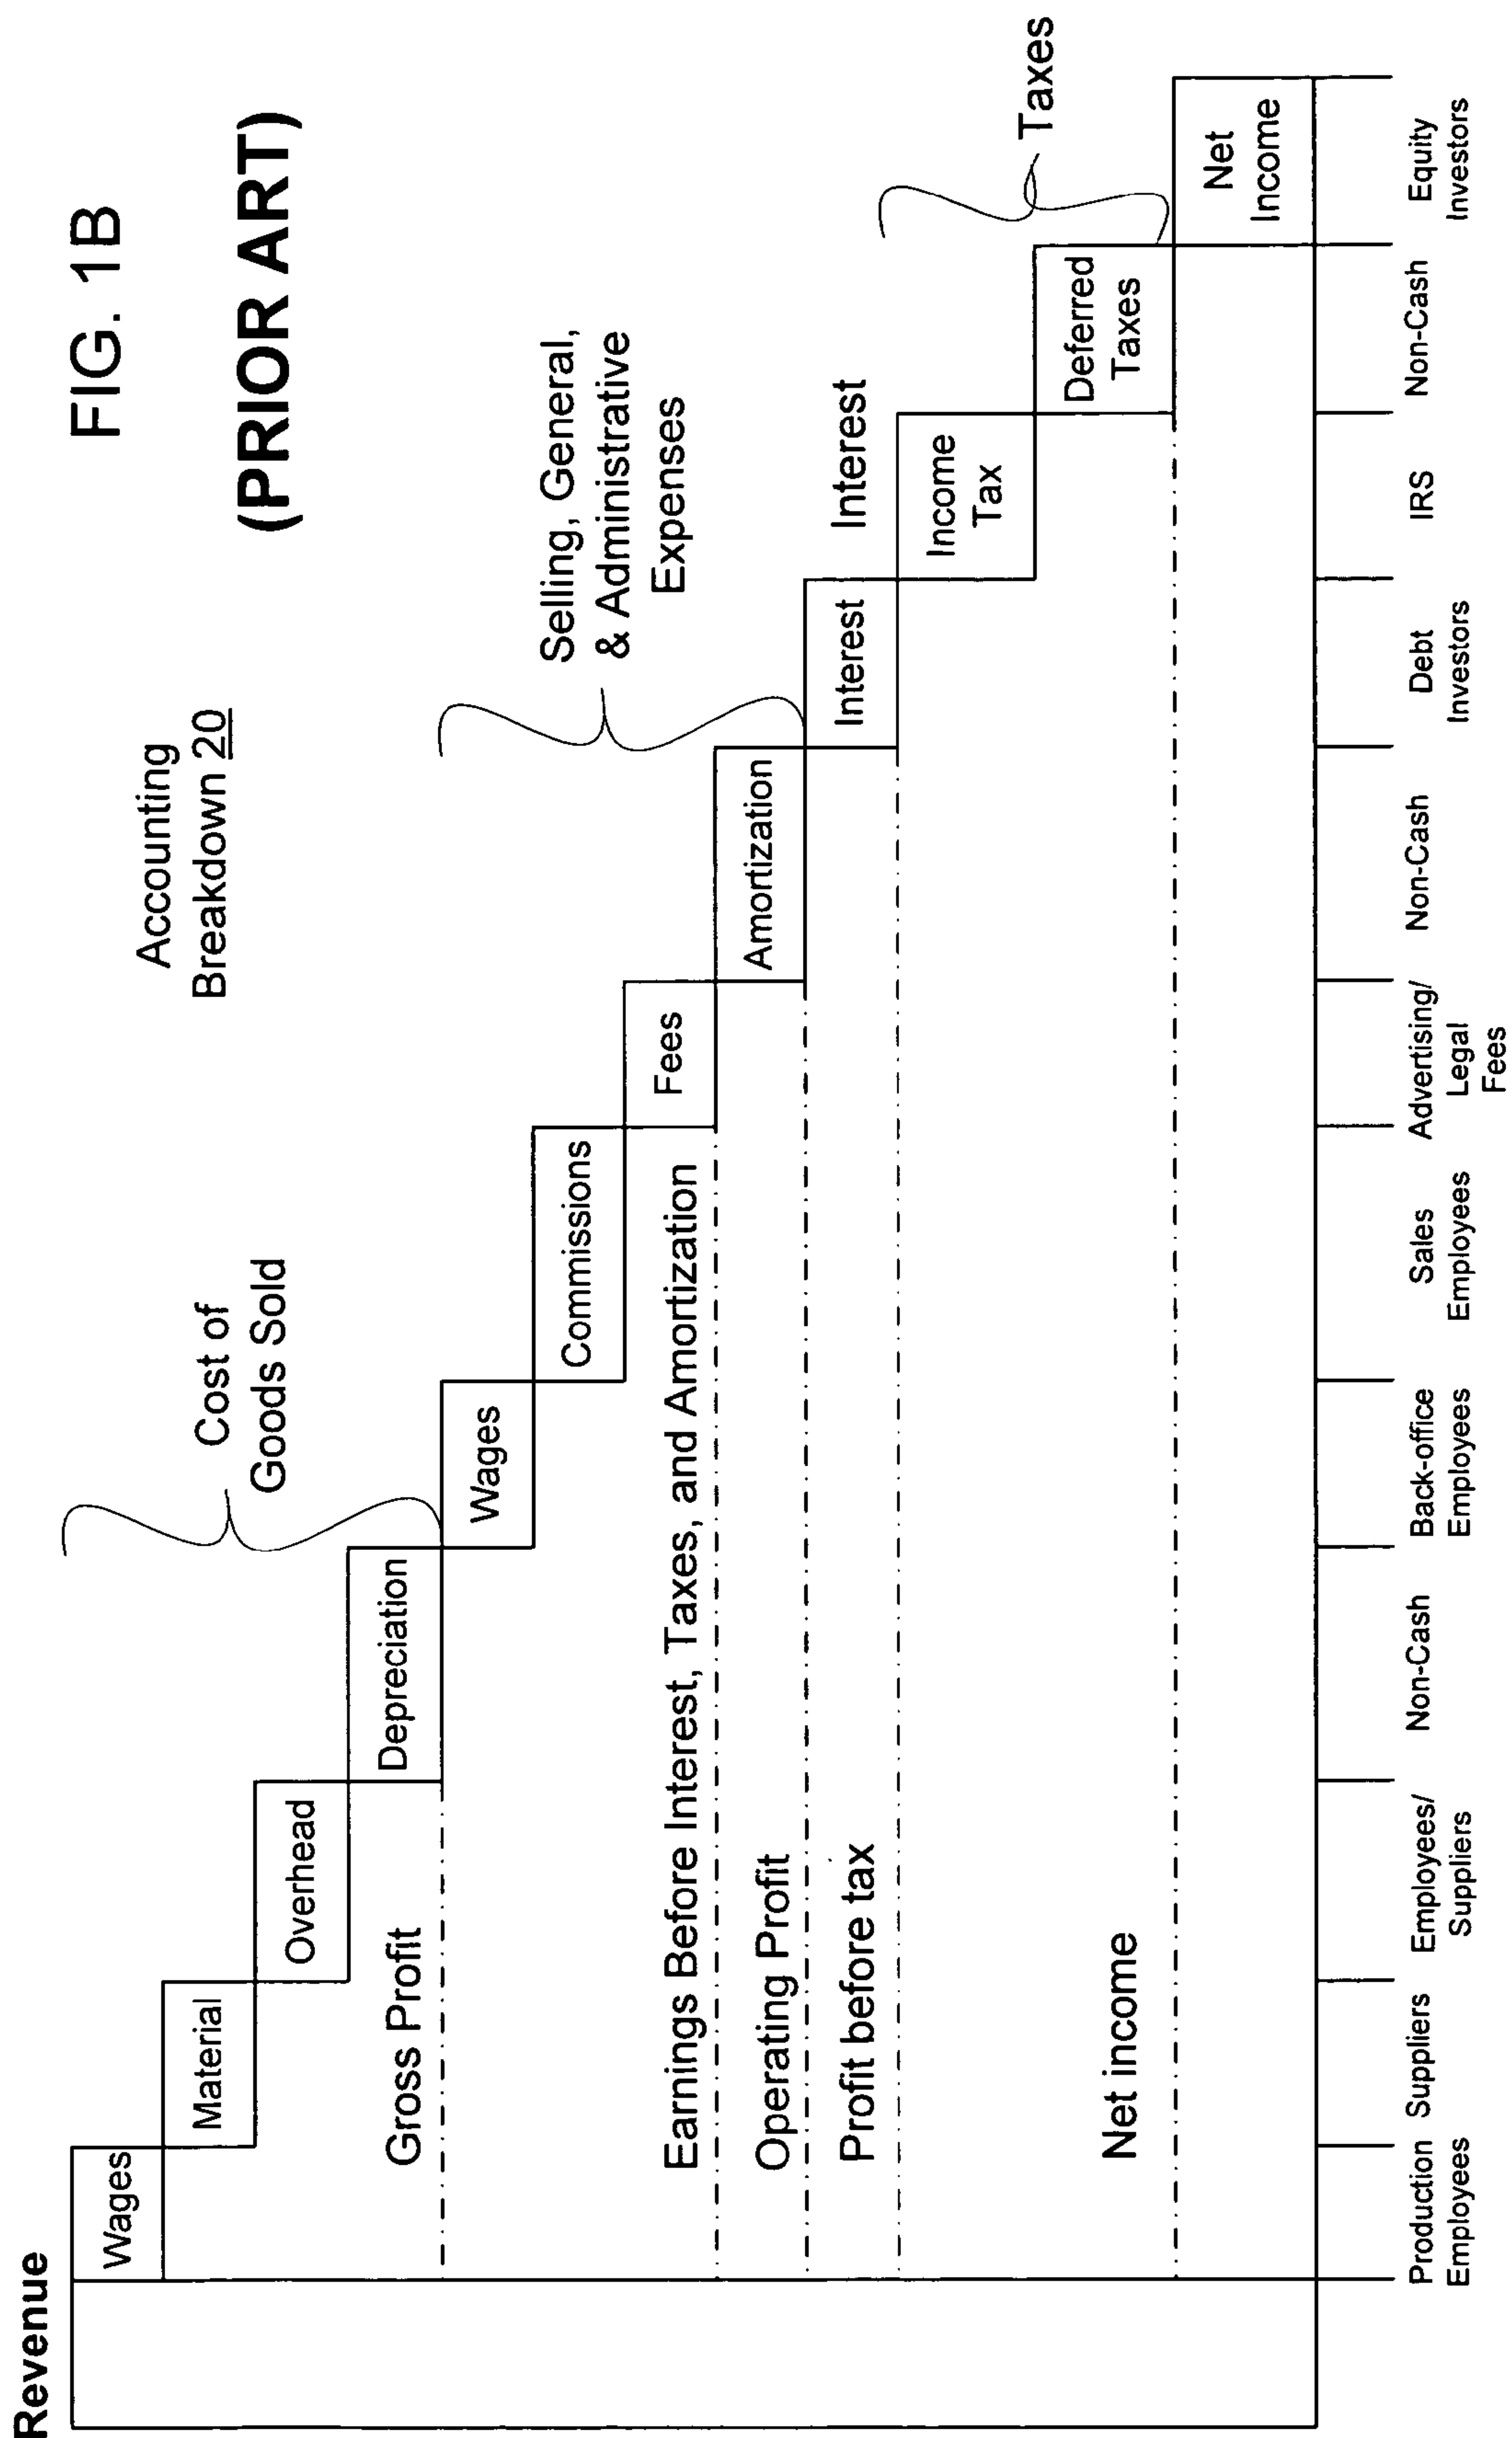 FIG. 1B
(PRIOR ART)
Accounting
Breakdown 20
Revenue
Cost of
Goods Sold
Selling, General,
& Administrative
Expenses
Interest
Taxes
Wages
Material
Overhead
Depreciation
Wages
Commissions
Fees
Amortization
Interest
Income
Tax
Deferred
Taxes
Net
Income
Gross Profit
Earnings Before Interest, Taxes, and Amortization
Operating Profit
Profit before tax
Net income
Production
Employees
Suppliers
Employees/
Suppliers
Non-Cash
Back-office
Employees
Sales
Employees
Advertising/
Legal
Fees
Non-Cash
Debt
Investors
IRS
Non-Cash
Equity
Investors